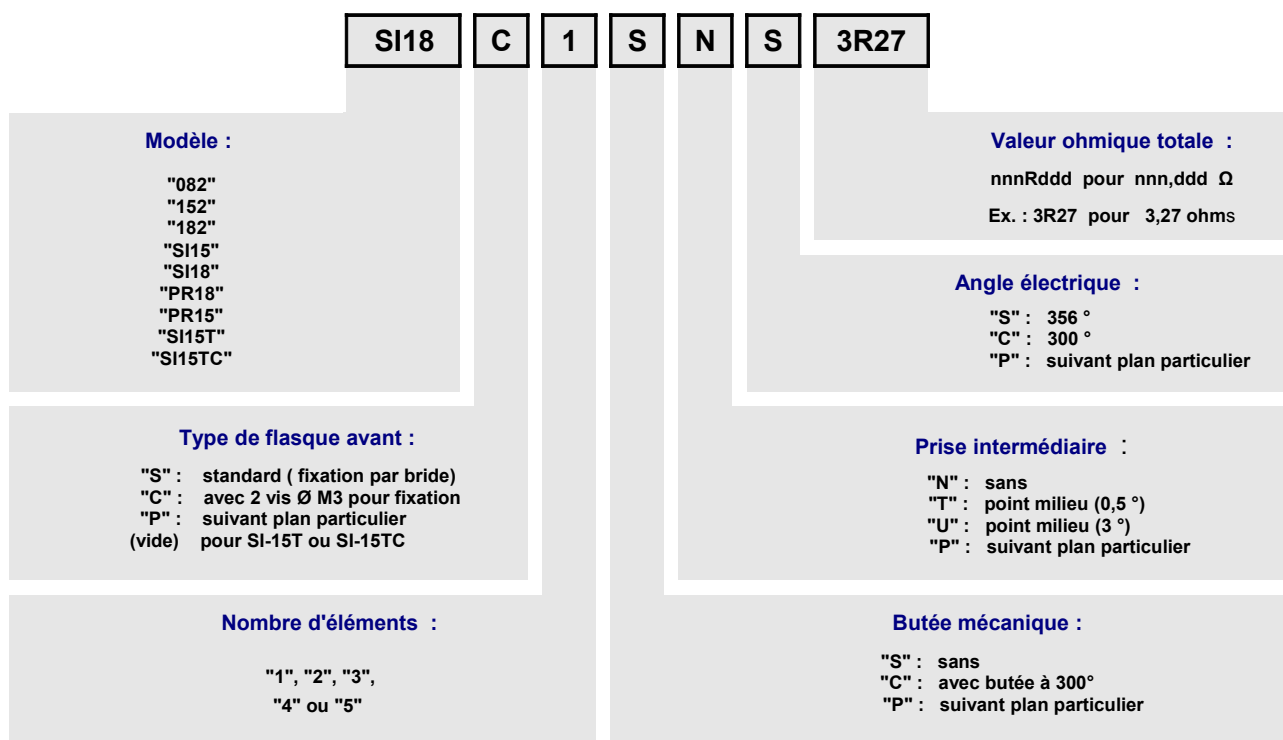 SI18 C 1 S N S 3R27
Modèle :
"082"
"152"
"182"
"SI15"
"SI18"
"PR18"
"PR15"
"SI15T"
"SI15TC"
Valeur ohmique totale :
nnnRddd pour nnn,ddd Ω
Ex. : 3R27 pour 3,27 ohms
Angle électrique :
"S" : 356 °
"C" : 300 °
"P" : suivant plan particulier
Type de flasque avant :
"S" : standard ( fixation par bride)
"C" : avec 2 vis Ø M3 pour fixation
"P" : suivant plan particulier
(vide) pour SI-15T ou SI-15TC
Prise intermédiaire :
"N" : sans
"T" : point milieu (0,5 °)
"U" : point milieu (3 °)
"P" : suivant plan particulier
Nombre d'éléments :
"1", "2", "3",
"4" ou "5"
Butée mécanique :
"S" : sans
"C" : avec butée à 300°
"P" : suivant plan particulier